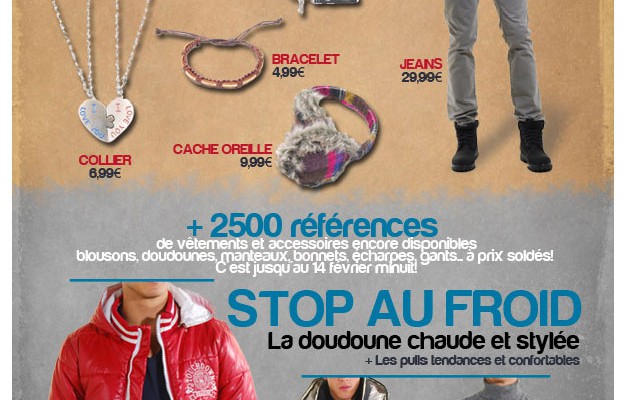 BRACELET
4,99€
JEANS
29,99€
CACHE OREILLE
9,99€
COLLIER
6,99€
+ 2500 références
de vêtements et accessoires encore disponibles
blousons, doudounes, manteaux, bonnets, écharpes, gants... à prix soldés!
C'est jusqu'au 14 février minuit!
STOP AU FROID
La doudoune chaude et stylée
+ Les pulls tendances et confortables